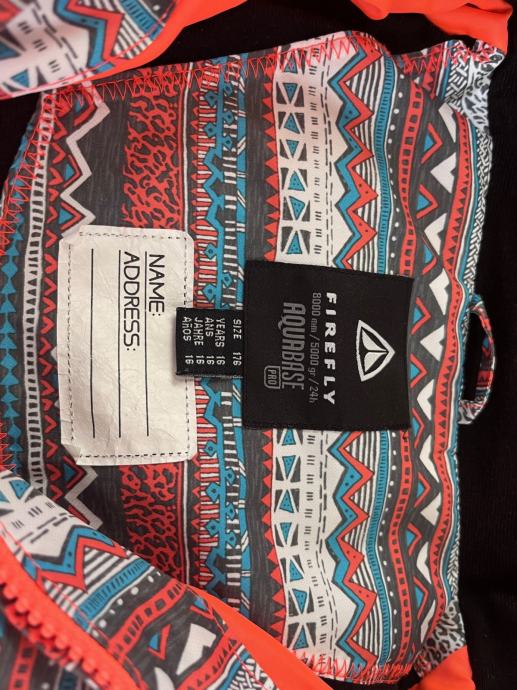 FIREFLY
8000 mm / 5000 gr / 24h
AQUABASE
PRO
SIZE 176
YEARS 16
ANS 16
JAHRE 16
AÑOS 16
NAME:
ADDRESS: